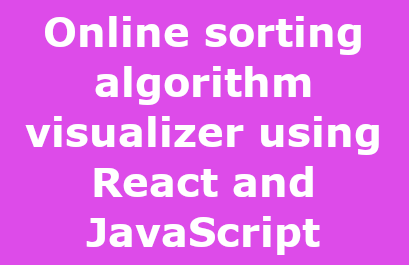 Online sorting
algorithm
visualizer using
React and
JavaScript